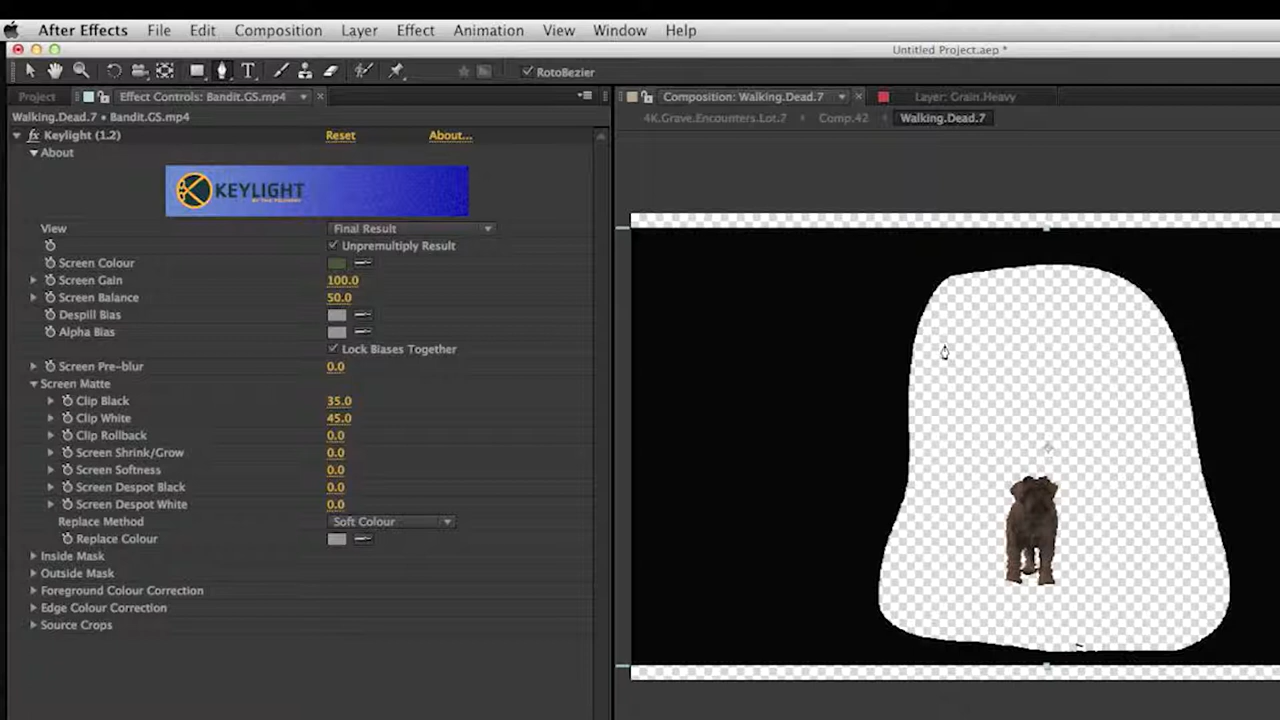 After Effects File Edit Composition Layer Effect Animation View Window Help
Untitled Project.aep *
T RotoBezier
Project Effect Controls: Bandit.GS.mp4 Composition: Walking.Dead.7 Layer: Grain.Heavy
Walking.Dead.7 • Bandit.GS.mp4 4K.Grave.Encounters.Lot.7 Comp.42 Walking.Dead.7
fx Keylight (1.2) Reset About...
About
KEYLIGHT
View Final Result
Unpremultiply Result
Screen Colour
Screen Gain 100.0
Screen Balance 50.0
Despill Bias
Alpha Bias
Lock Biases Together
Screen Pre-blur 0.0
Screen Matte
Clip Black 35.0
Clip White 45.0
Clip Rollback 0.0
Screen Shrink/Grow 0.0
Screen Softness 0.0
Screen Despot Black 0.0
Screen Despot White 0.0
Replace Method Soft Colour
Replace Colour
Inside Mask
Outside Mask
Foreground Colour Correction
Edge Colour Correction
Source Crops